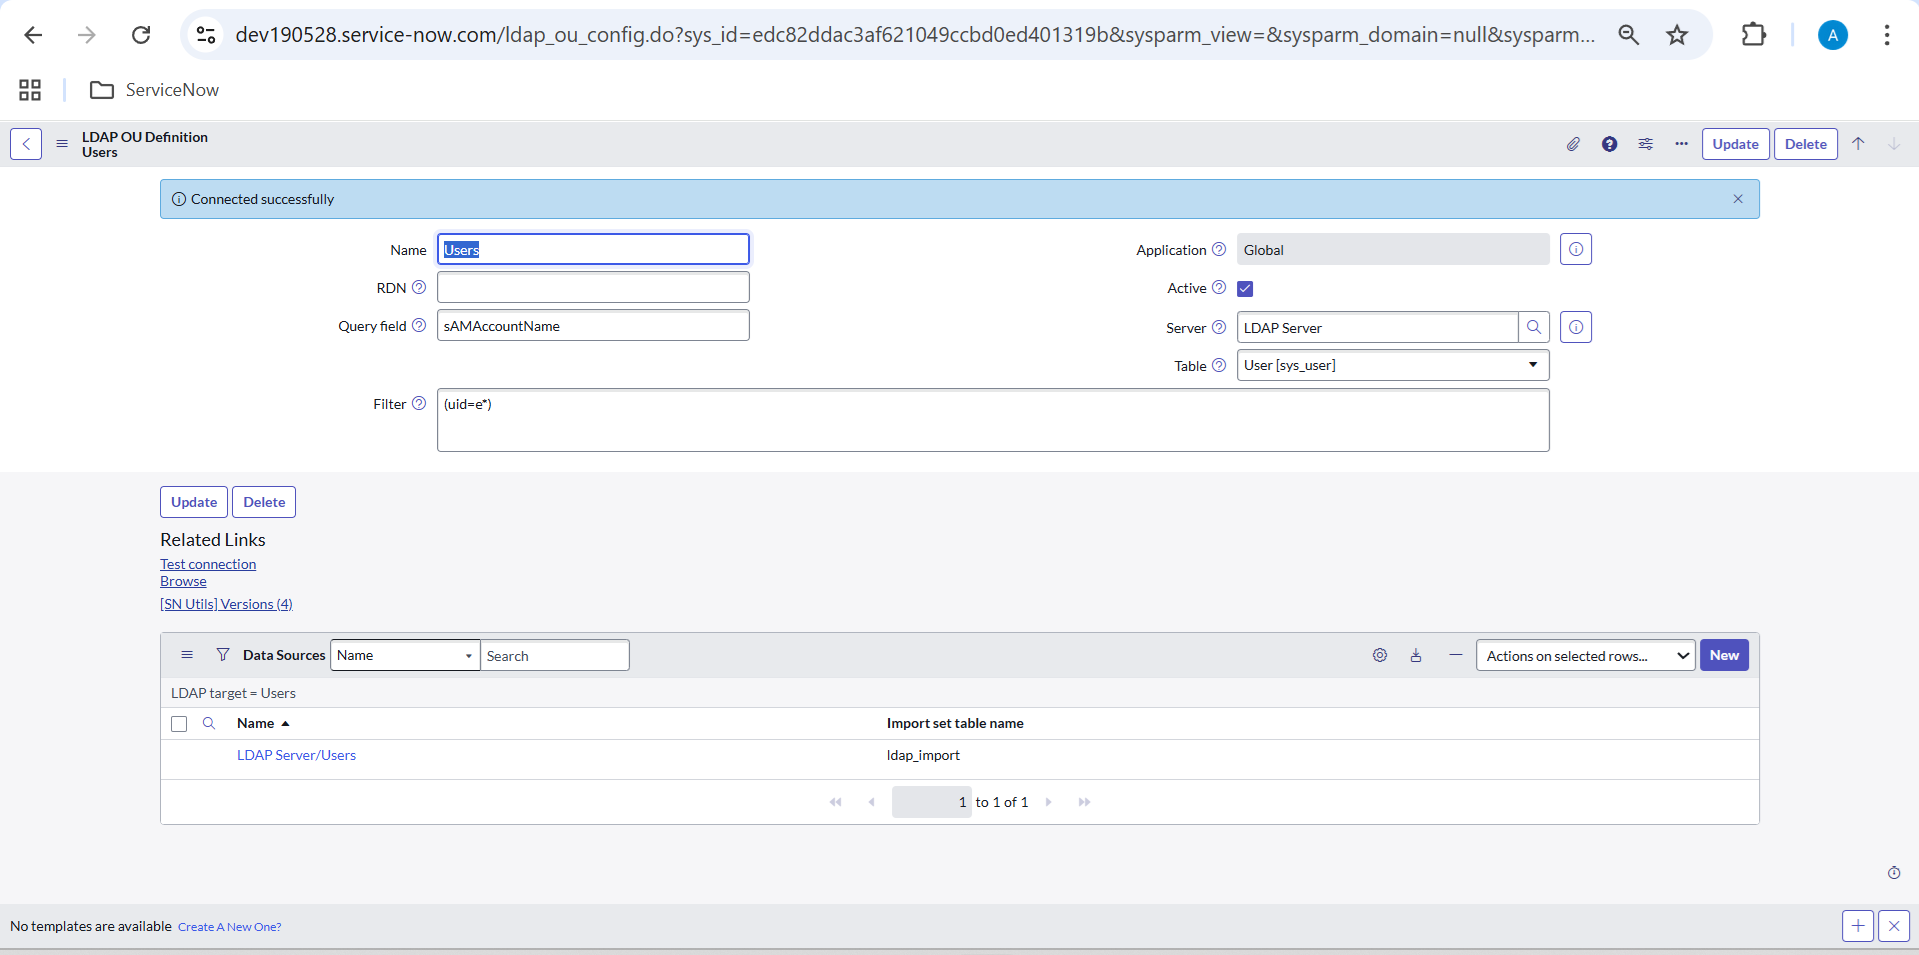 dev190528.service-now.com/ldap_ou_config.do?sys_id=edc82ddac3af621049ccbd0ed401319b&sysparm_view=&sysparm_domain=null&sysparm...
A
ServiceNow
LDAP OU Definition
Users
Update
Delete
Connected successfully
Name
Users
Application
Global
RDN
Active
Query field
sAMAccountName
Server
LDAP Server
Table
User [sys_user]
Filter
(uid=e*)
Update
Delete
Related Links
Test connection
Browse
[SN Utils] Versions (4)
Data Sources
Name
Search
Actions on selected rows...
New
LDAP target = Users
Name
Import set table name
LDAP Server/Users
ldap_import
1 to 1 of 1
No templates are available Create A New One?